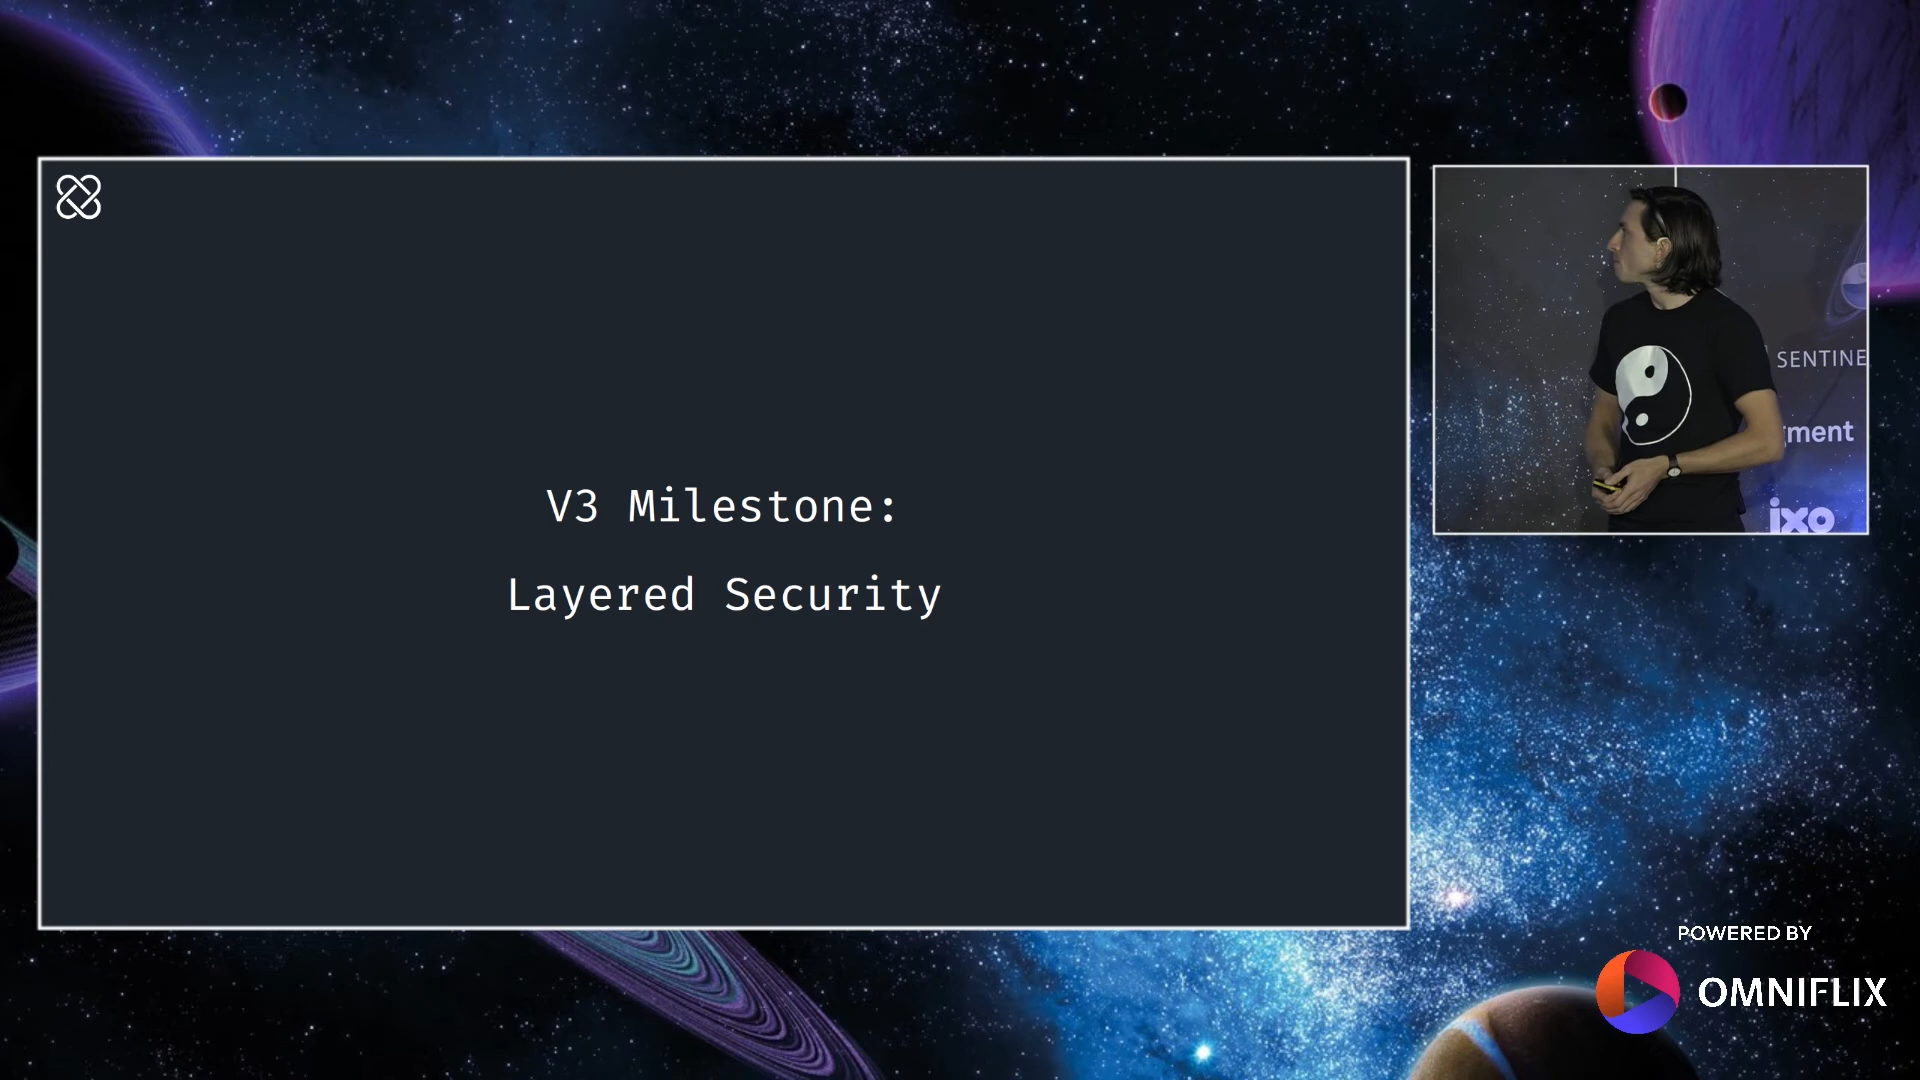 V3 Milestone:
Layered Security
SENTINE
ment
ixo
POWERED BY
OMNIFLIX